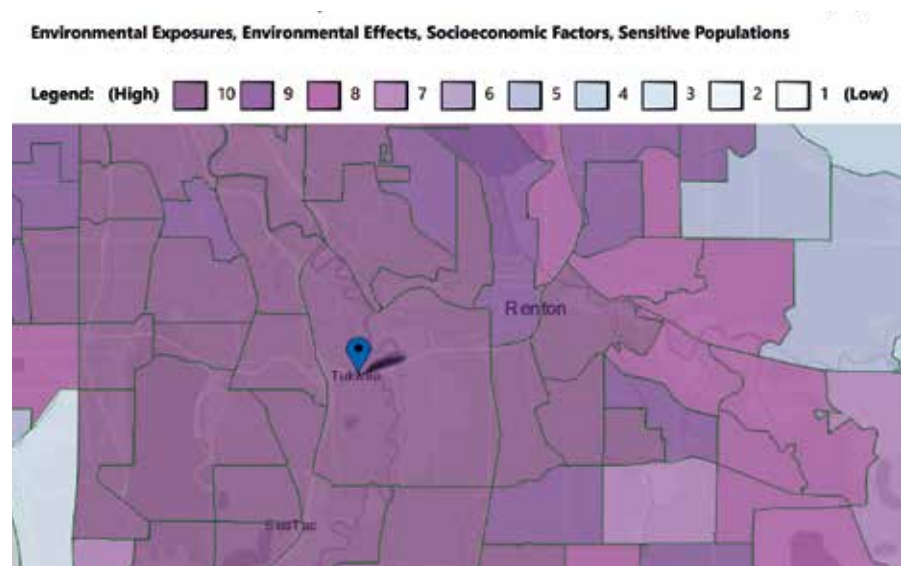 Environmental Exposures, Environmental Effects, Socioeconomic Factors, Sensitive Populations
Legend: (High) 10 9 8 7 6 5 4 3 2 1 (Low)
Renton
Tukwila
SeaTac